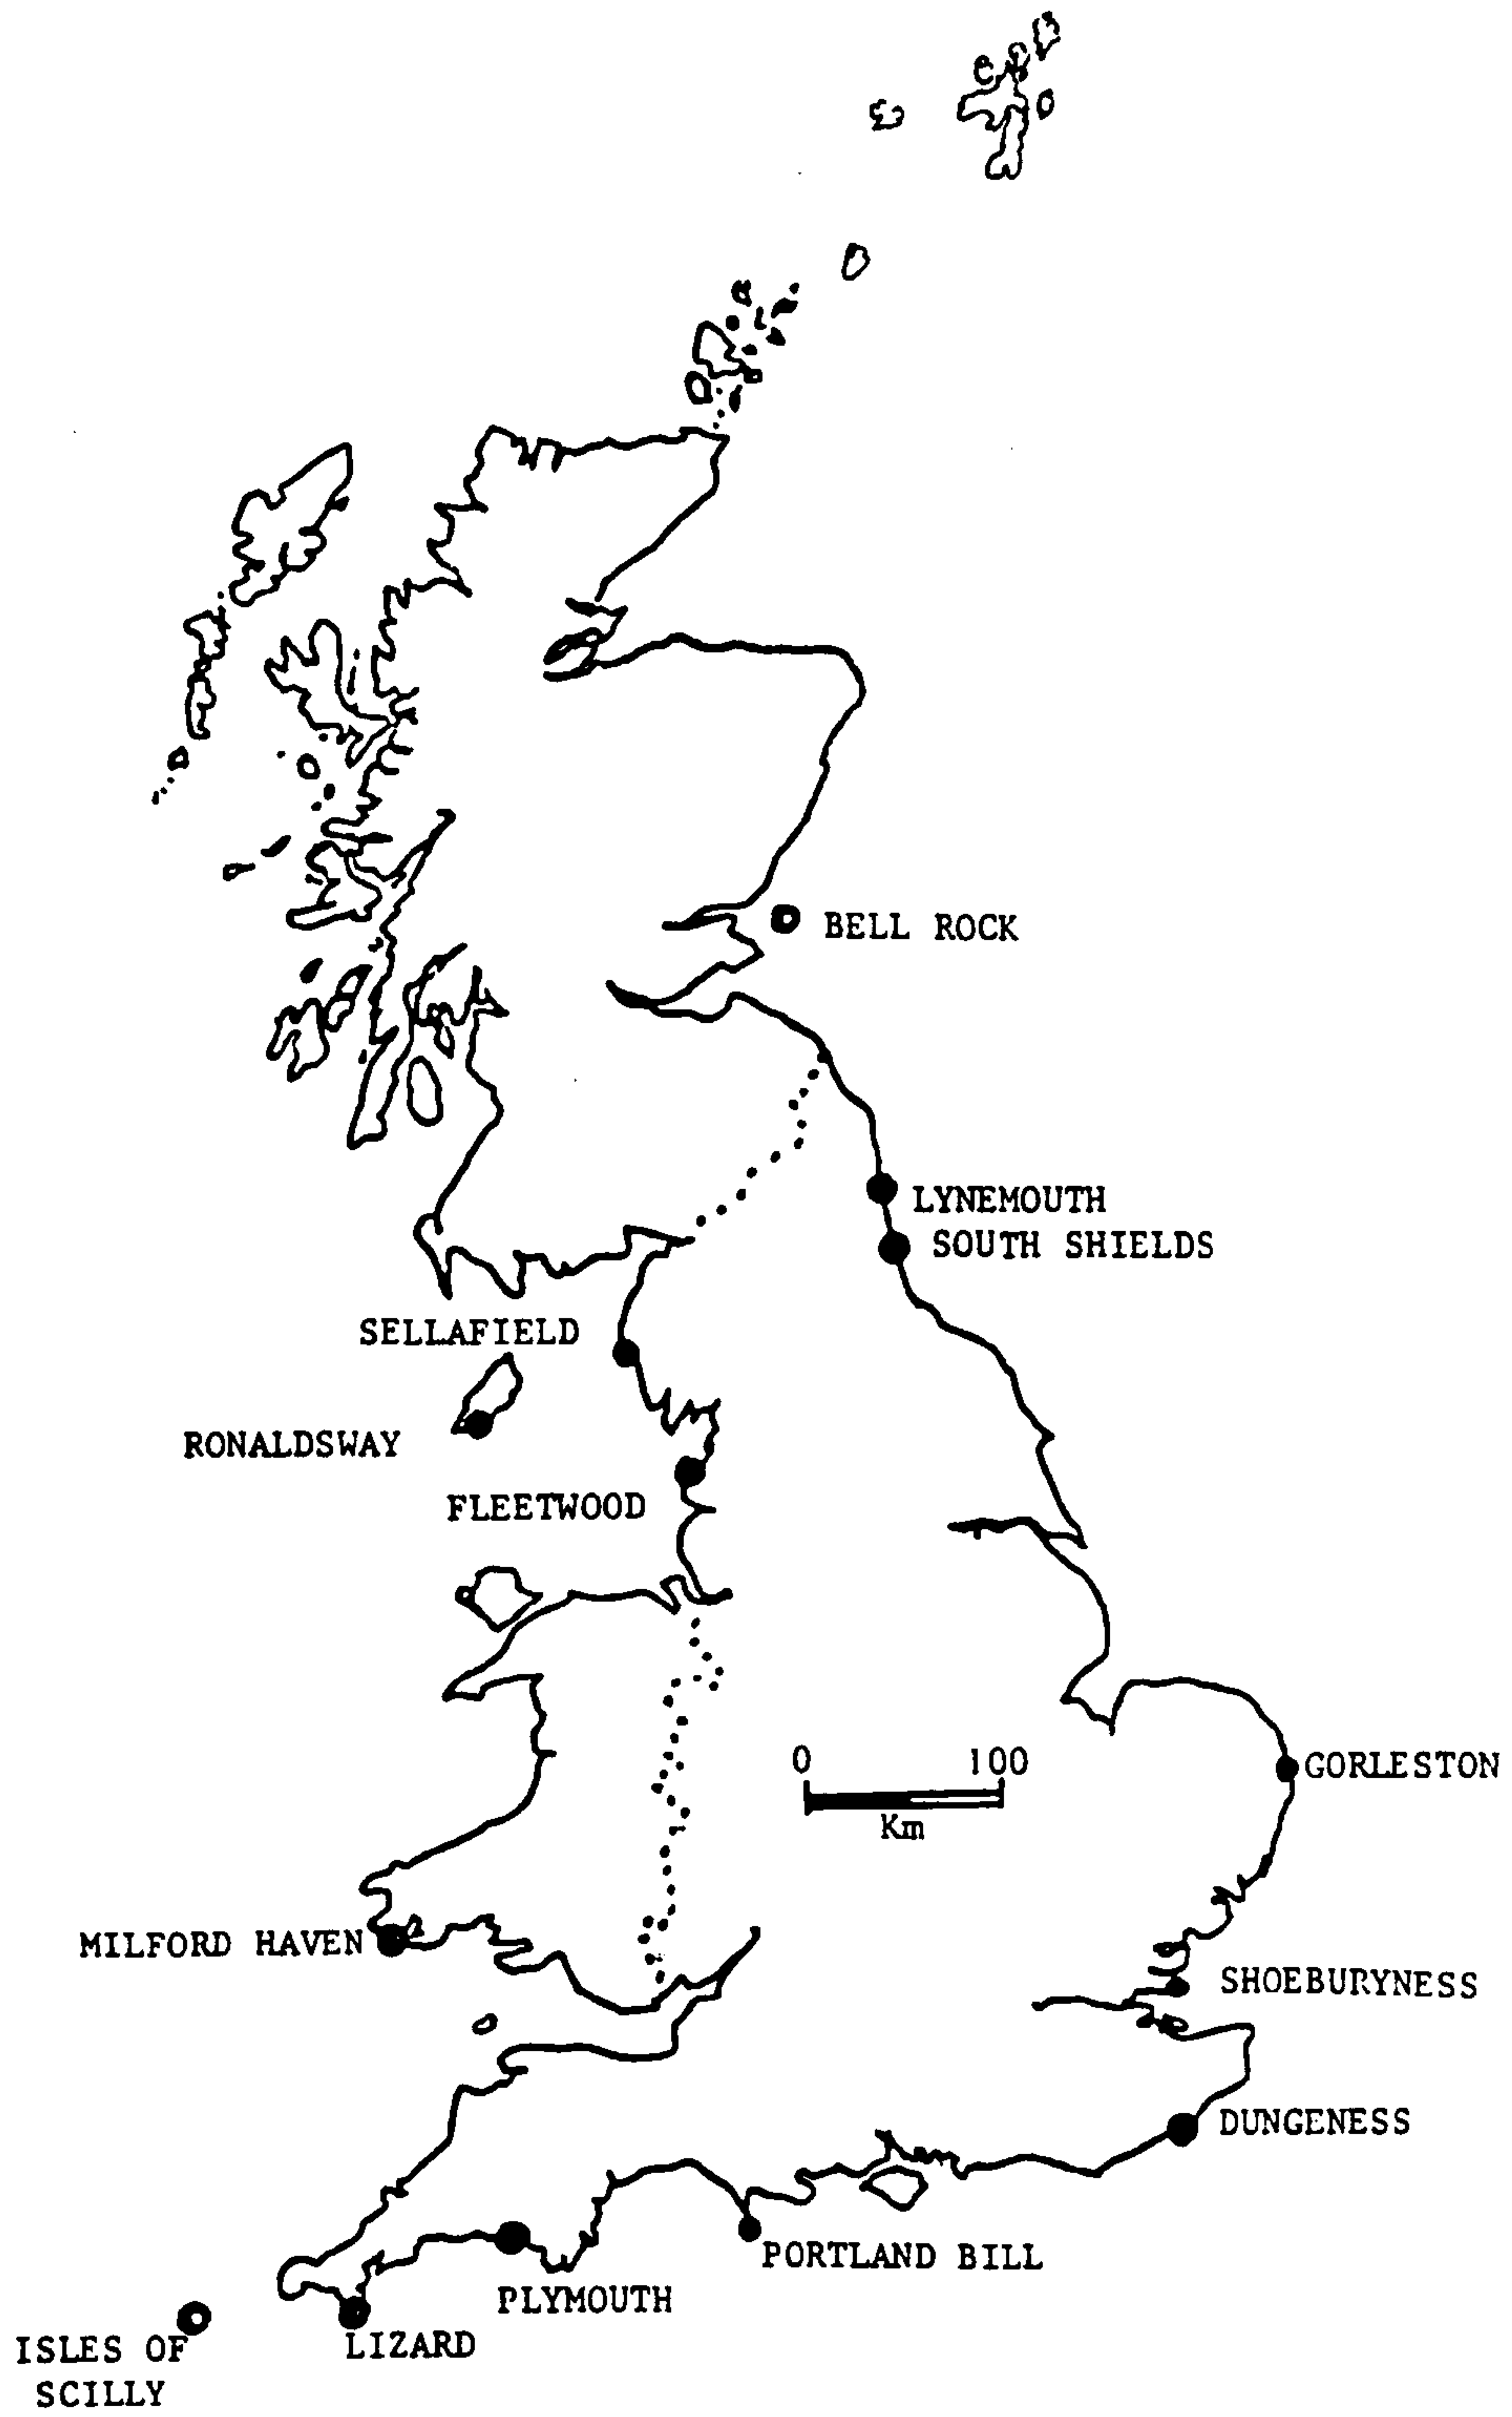 BELL ROCK
LYNEMOUTH
SOUTH SHIELDS
SELLAFIELD
RONALDSWAY
FLEETWOOD
0 100
Km
GORLESTON
MILFORD HAVEN
SHOEBURYNESS
DUNGENESS
PORTLAND BILL
PLYMOUTH
LIZARD
ISLES OF
SCILLY